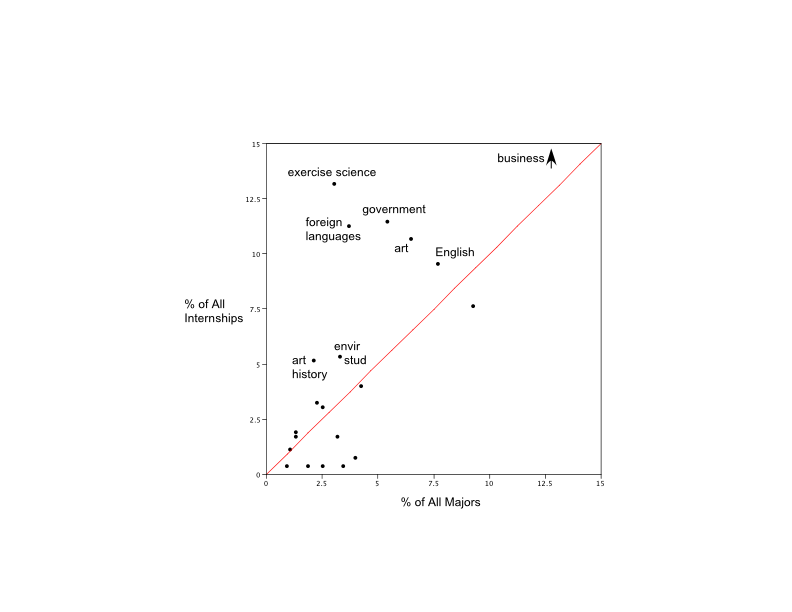 15
business
exercise science
12.5
government
foreign
languages
art
English
10
% of All
Internships
7.5
envir
stud
art
history
5
2.5
0
0
2.5
5
7.5
10
12.5
15
% of All Majors